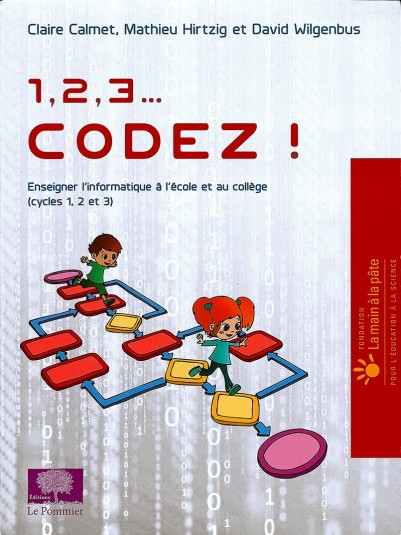 Claire Calmet, Mathieu Hirtzig et David Wilgenbus
1, 2, 3...
CODEZ !
Enseigner l'informatique à l'école et au collège
(cycles 1, 2 et 3)
FONDATION
La main à la pâte
POUR L'ÉDUCATION À LA SCIENCE
Éditions
Le Pommier